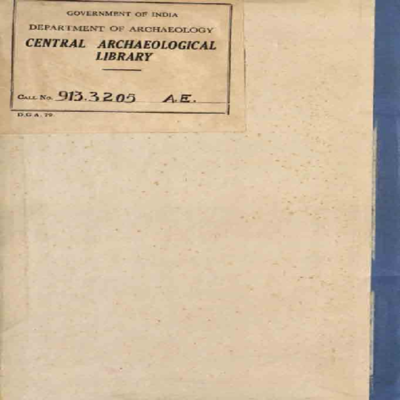 GOVERNMENT OF INDIA
DEPARTMENT OF ARCHAEOLOGY
CENTRAL ARCHAEOLOGICAL
LIBRARY
CALL No. 913.3205 A.E.
D.G.A. 79.